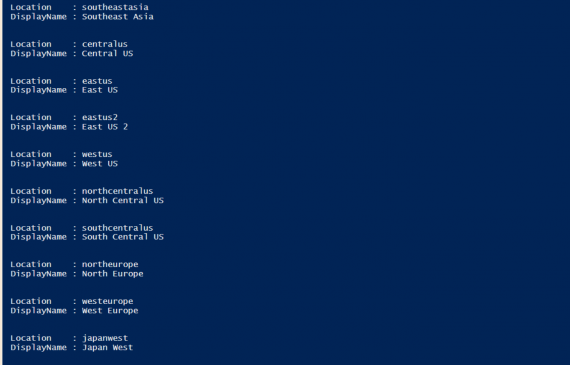 Location    : southeastasia
DisplayName : Southeast Asia
Location    : centralus
DisplayName : Central US
Location    : eastus
DisplayName : East US
Location    : eastus2
DisplayName : East US 2
Location    : westus
DisplayName : West US
Location    : northcentralus
DisplayName : North Central US
Location    : southcentralus
DisplayName : South Central US
Location    : northeurope
DisplayName : North Europe
Location    : westeurope
DisplayName : West Europe
Location    : japanwest
DisplayName : Japan West